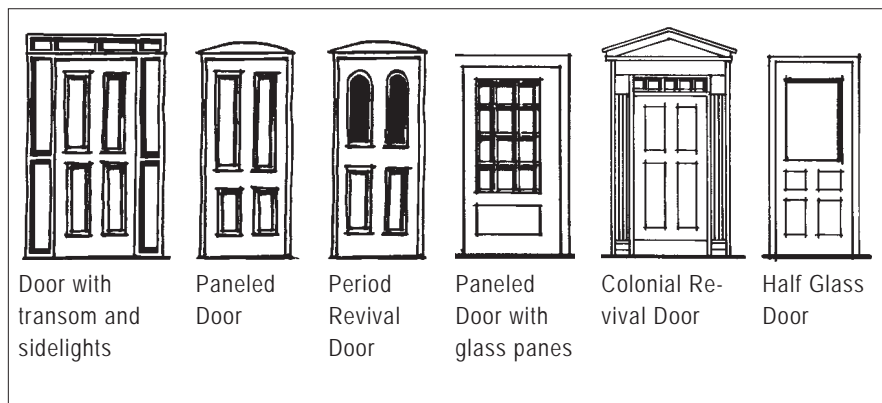 Door with
transom and
sidelights
Paneled
Door
Period
Revival
Door
Paneled
Door with
glass panes
Colonial Re-
vival Door
Half Glass
Door